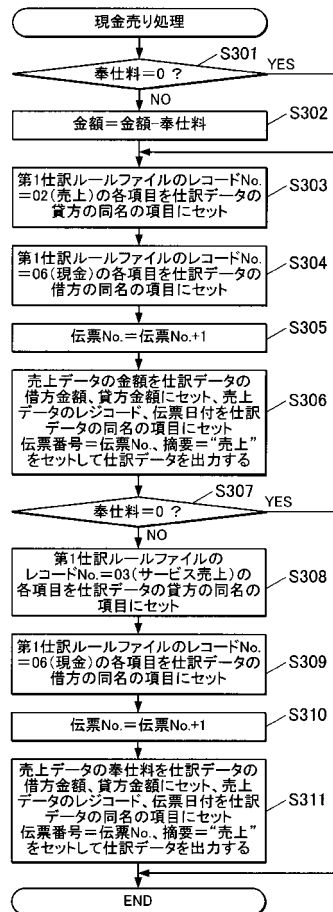 現金売り処理
S301
奉仕料=0 ?
YES
NO
S302
金額=金額-奉仕料
第1仕訳ルールファイルのレコードNo.
=02(売上)の各項目を仕訳データの
貸方の同名の項目にセット
S303
第1仕訳ルールファイルのレコードNo.
=06(現金)の各項目を仕訳データの
借方の同名の項目にセット
S304
伝票No.=伝票No.+1
S305
売上データの金額を仕訳データの
借方金額、貸方金額にセット、売上
データのレジコード、伝票日付を仕訳
データの同名の項目にセット
伝票番号=伝票No.、摘要="売上"
をセットして仕訳データを出力する
S306
S307
奉仕料=0 ?
YES
NO
第1仕訳ルールファイルの
レコードNo.=03(サービス売上)の
各項目を仕訳データの貸方の同名の
項目にセット
S308
第1仕訳ルールファイルのレコードNo.
=06(現金)の各項目を仕訳データの
借方の同名の項目にセット
S309
伝票No.=伝票No.+1
S310
売上データの奉仕料を仕訳データの
借方金額、貸方金額にセット、売上
データのレジコード、伝票日付を仕訳
データの同名の項目にセット
伝票番号=伝票No.、摘要="売上"
をセットして仕訳データを出力する
S311
END